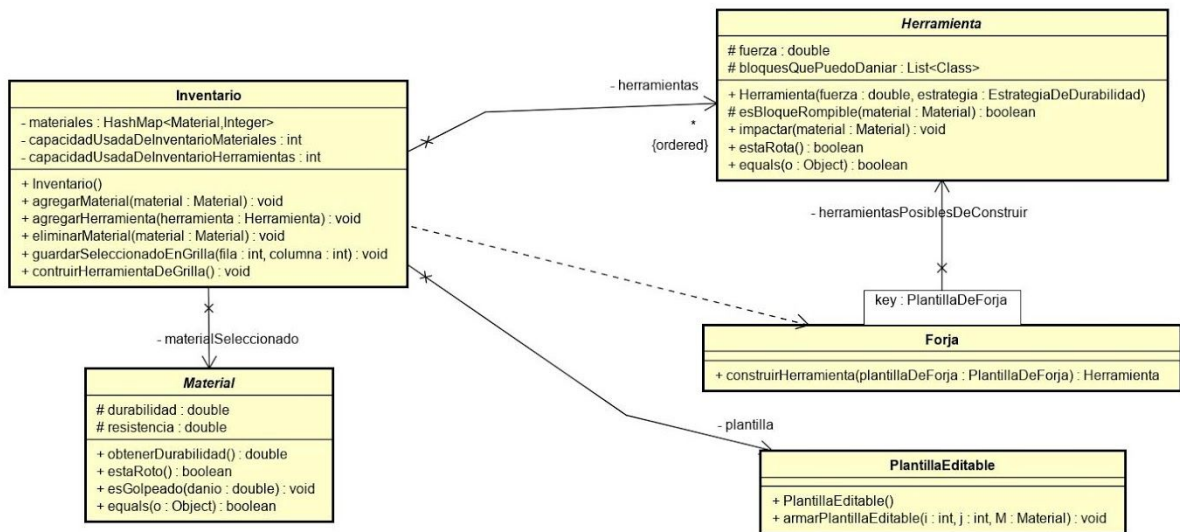 Inventario
- materiales : HashMap<Material,Integer>
- capacidadUsadaDeInventarioMateriales : int
- capacidadUsadaDeInventarioHerramientas : int
+ Inventario()
+ agregarMaterial(material : Material) : void
+ agregarHerramienta(herramienta : Herramienta) : void
+ eliminarMaterial(material : Material) : void
+ guardarSeleccionadoEnGrilla(fila : int, columna : int) : void
+ contruirHerramientaDeGrilla() : void
- herramientas
*
{ordered}
Herramienta
# fuerza : double
# bloquesQuePuedoDaniar : List<Class>
+ Herramienta(fuerza : double, estrategia : EstrategiaDeDurabilidad)
# esBloqueRompible(material : Material) : boolean
+ impactar(material : Material) : void
+ estaRota() : boolean
+ equals(o : Object) : boolean
- herramientasPosiblesDeConstruir
key : PlantillaDeForja
Forja
+ construirHerramienta(plantillaDeForja : PlantillaDeForja) : Herramienta
- materialSeleccionado
Material
# durabilidad : double
# resistencia : double
+ obtenerDurabilidad() : double
+ estaRoto() : boolean
+ esGolpeado(danio : double) : void
+ equals(o : Object) : boolean
- plantilla
PlantillaEditable
+ PlantillaEditable()
+ armarPlantillaEditable(i : int, j : int, M : Material) : void